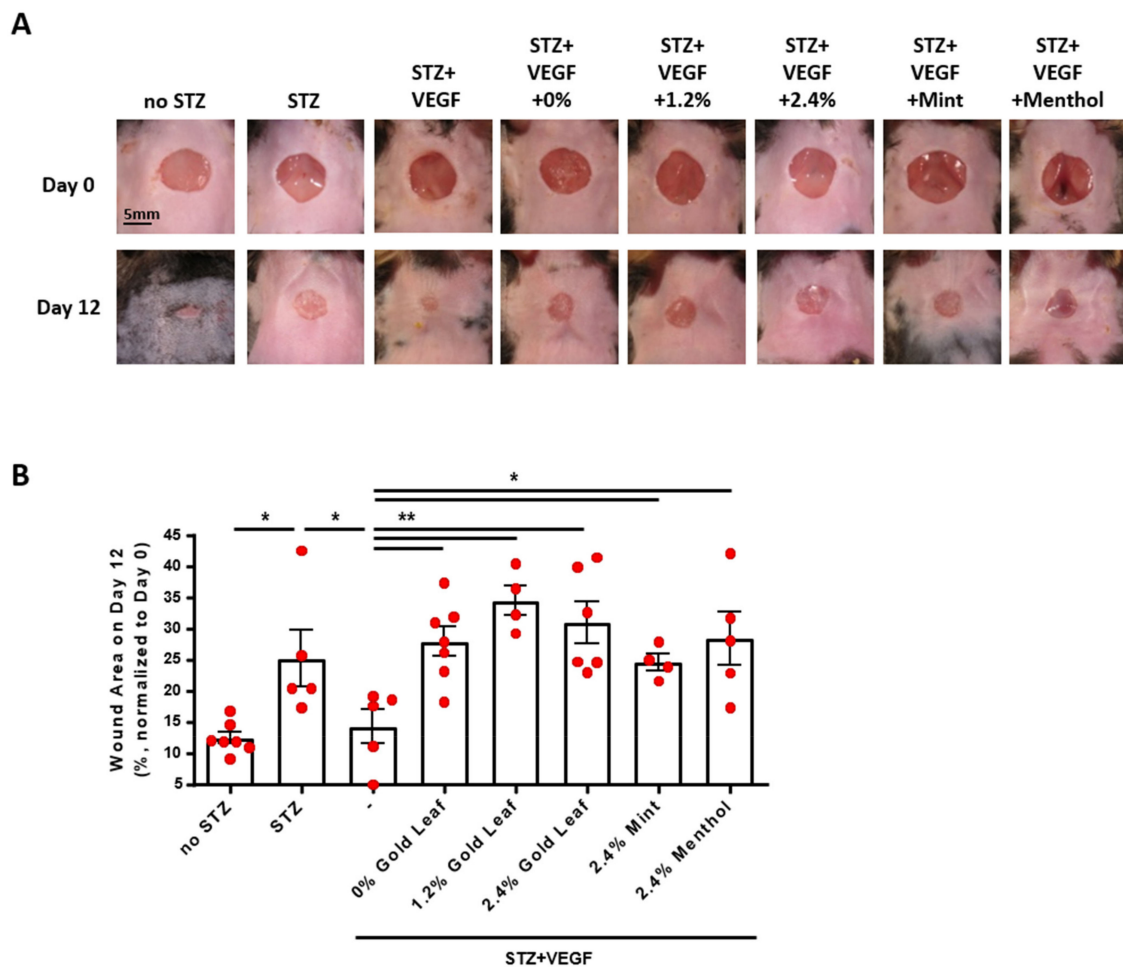 A
no STZ
STZ
STZ+
VEGF
STZ+
VEGF
+0%
STZ+
VEGF
+1.2%
STZ+
VEGF
+2.4%
STZ+
VEGF
+Mint
STZ+
VEGF
+Menthol
Day 0
5mm
Day 12
B
Wound Area on Day 12
(%, normalized to Day 0)
45
40
35
30
25
20
15
10
5
*
*
**
*
no STZ
STZ
-
0% Gold Leaf
1.2% Gold Leaf
2.4% Gold Leaf
2.4% Mint
2.4% Menthol
STZ+VEGF